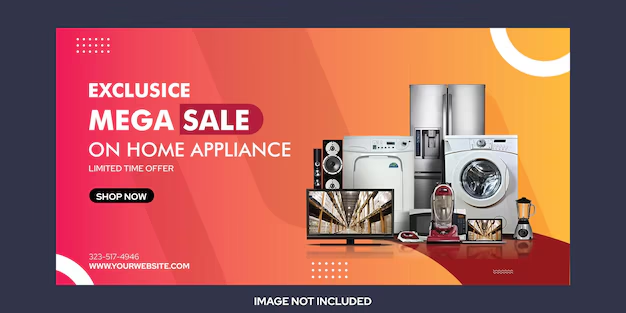 EXCLUSICE
MEGA SALE
ON HOME APPLIANCE
LIMITED TIME OFFER
SHOP NOW
323-517-4946
WWW.YOURWEBSITE.NET
IMAGE NOT INCLUDED